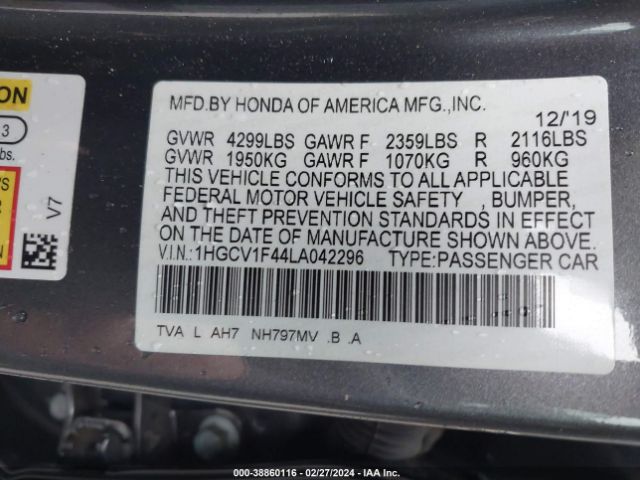 ON
3
bs.
'S
R
N
V7
MFD.BY HONDA OF AMERICA MFG.,INC.
12/'19
GVWR 4299LBS GAWR F 2359LBS R 2116LBS
GVWR 1950KG GAWR F 1070KG R 960KG
THIS VEHICLE CONFORMS TO ALL APPLICABLE
FEDERAL MOTOR VEHICLE SAFETY , BUMPER,
AND THEFT PREVENTION STANDARDS IN EFFECT
ON THE DATE OF MANUFACTURE SHOWN ABOVE.
V.I.N.:1HGCV1F44LA042296 TYPE:PASSENGER CAR
TVA L AH7 NH797MV .B .A
000-38860116 - 02/27/2024 - IAA Inc.